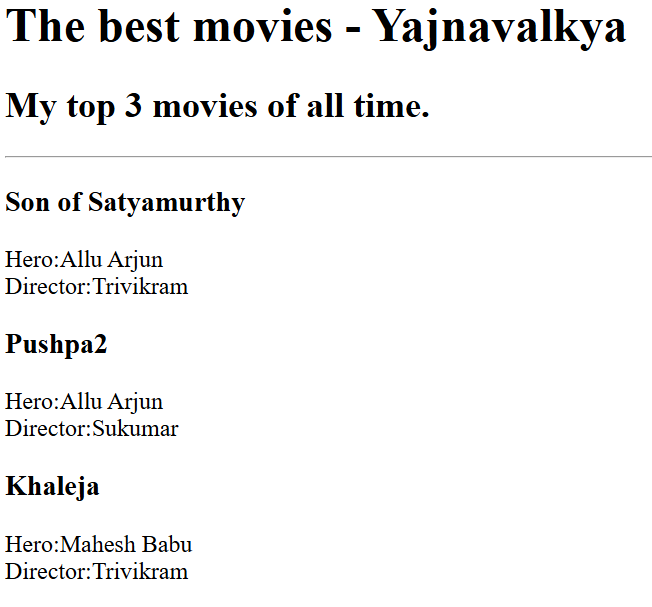 The best movies - Yajnavalkya
My top 3 movies of all time.
Son of Satyamurthy
Hero:Allu Arjun
Director:Trivikram
Pushpa2
Hero:Allu Arjun
Director:Sukumar
Khaleja
Hero:Mahesh Babu
Director:Trivikram